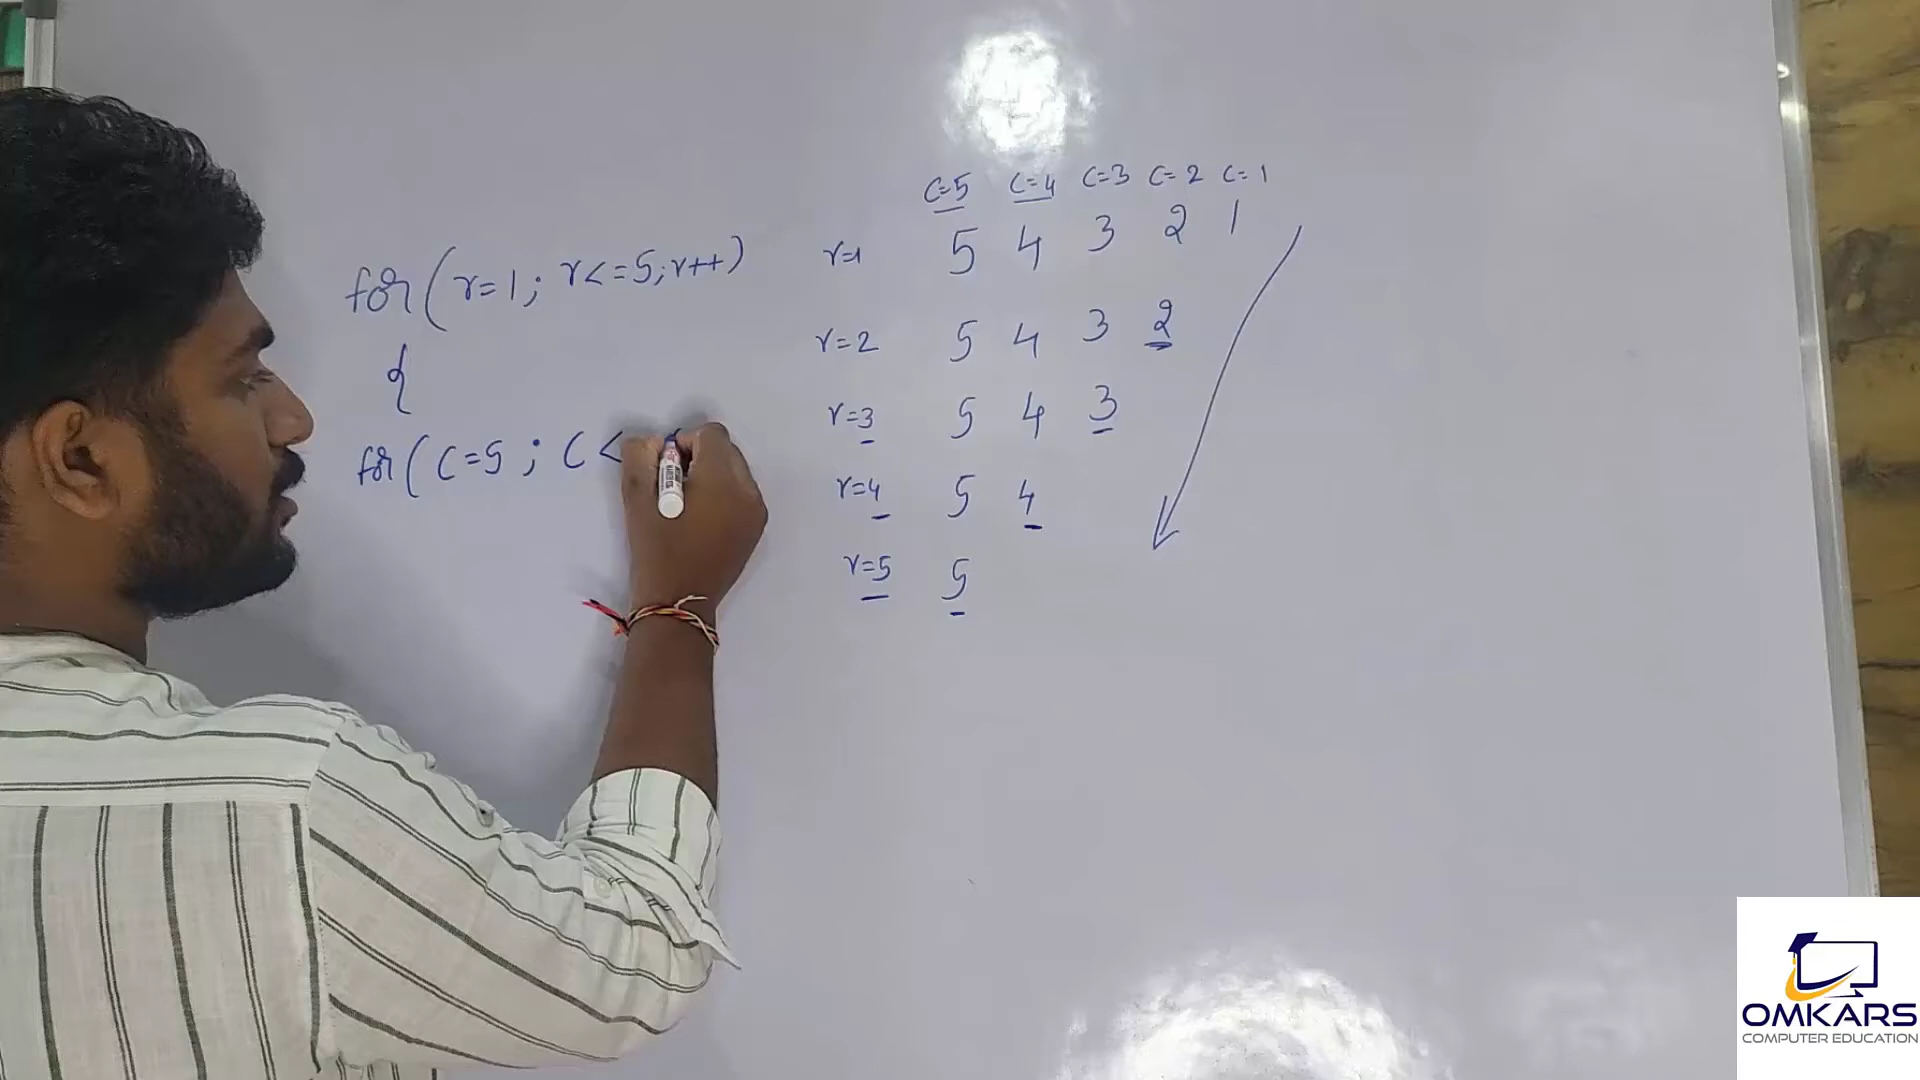 C=5 C=4 C=3 C=2 C=1
for(r=1; r<=5;r++)
{
for( C=5 ; C<
r=1 5 4 3 2 1
r=2 5 4 3 2
r=3 5 4 3
r=4 5 4
r=5 5
OMKARS
COMPUTER EDUCATION